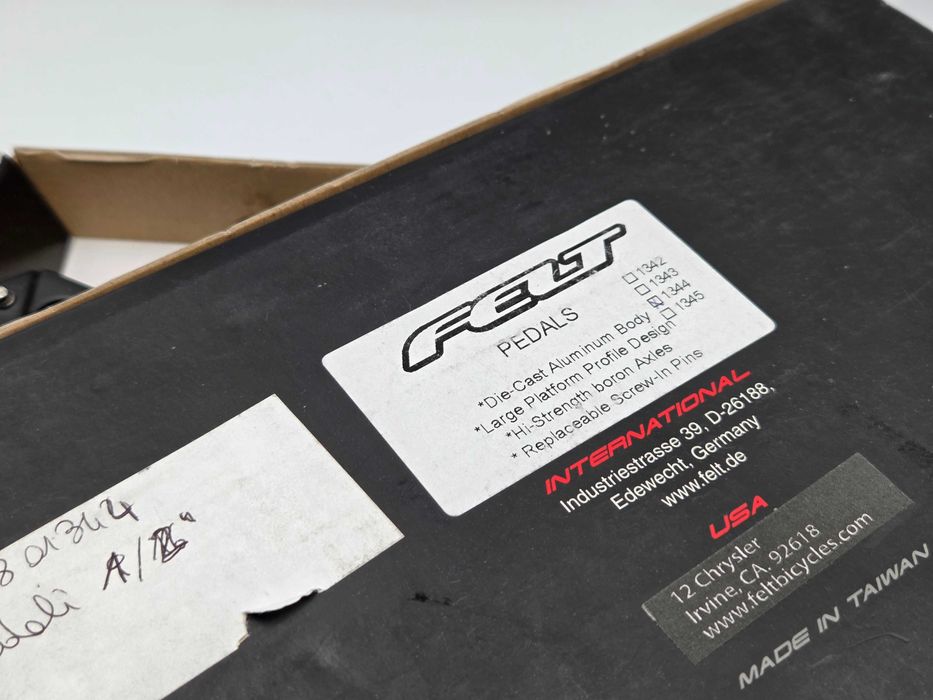 FELT
PEDALS
1342
1343
1344
1345
*Die-Cast Aluminum Body
*Large Platform Profile Design
*Hi-Strength boron Axles
* Replaceable Screw-In Pins
INTERNATIONAL
Industriestrasse 39, D-26188,
Edewecht, Germany
www.felt.de
USA
12 Chrysler
Irvine, CA. 92618
www.feltbicycles.com
MADE IN TAIWAN
801344